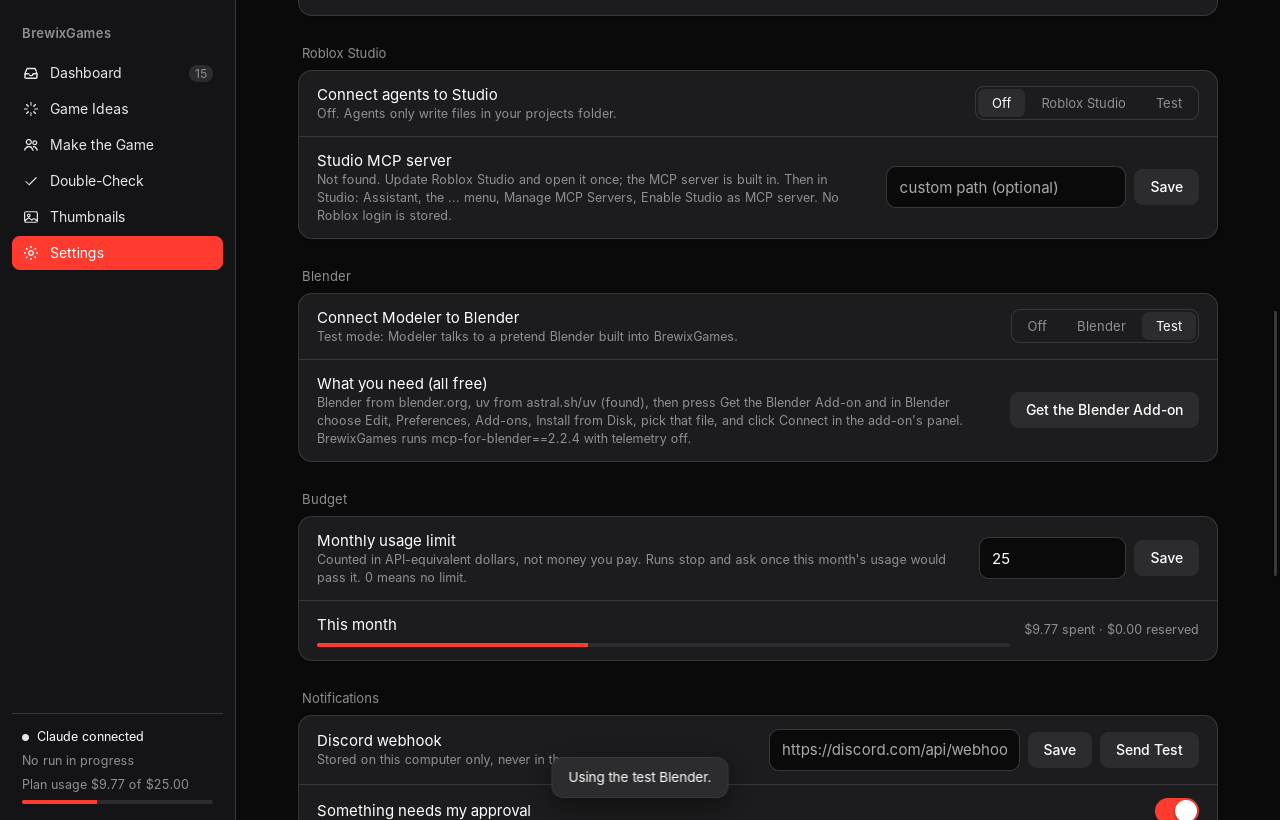 BrewixGames
Dashboard
15
Game Ideas
Make the Game
Double-Check
Thumbnails
Settings
Claude connected
No run in progress
Plan usage $9.77 of $25.00
Roblox Studio
Connect agents to Studio
Off. Agents only write files in your projects folder.
Off
Roblox Studio
Test
Studio MCP server
Not found. Update Roblox Studio and open it once; the MCP server is built in. Then in
Studio: Assistant, the ... menu, Manage MCP Servers, Enable Studio as MCP server. No
Roblox login is stored.
custom path (optional)
Save
Blender
Connect Modeler to Blender
Test mode: Modeler talks to a pretend Blender built into BrewixGames.
Off
Blender
Test
What you need (all free)
Blender from blender.org, uv from astral.sh/uv (found), then press Get the Blender Add-on and in Blender
choose Edit, Preferences, Add-ons, Install from Disk, pick that file, and click Connect in the add-on's panel.
BrewixGames runs mcp-for-blender==2.2.4 with telemetry off.
Get the Blender Add-on
Budget
Monthly usage limit
Counted in API-equivalent dollars, not money you pay. Runs stop and ask once this month's usage would
pass it. 0 means no limit.
25
Save
This month
$9.77 spent · $0.00 reserved
Notifications
Discord webhook
Stored on this computer only, never in
https://discord.com/api/webhoo
Save
Send Test
Using the test Blender.
Something needs my approval